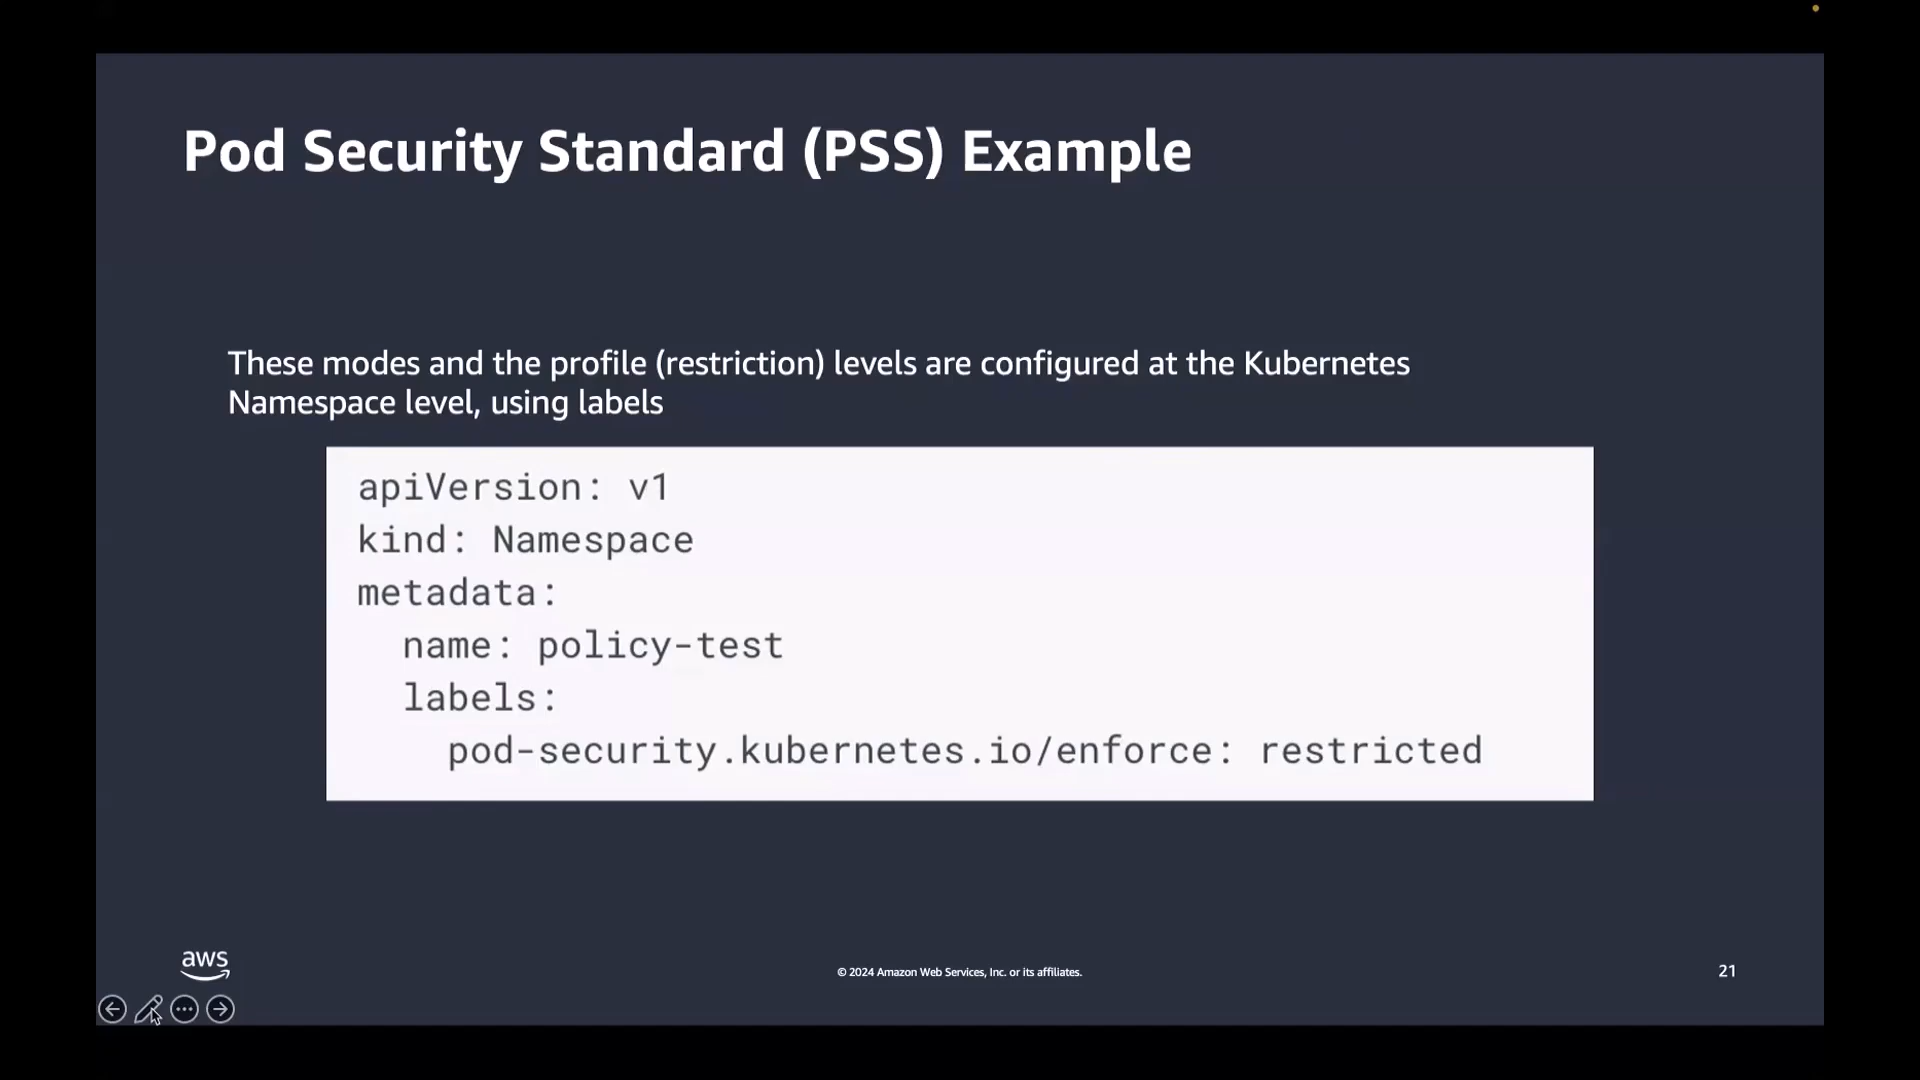 Pod Security Standard (PSS) Example
These modes and the profile (restriction) levels are configured at the Kubernetes
Namespace level, using labels
apiVersion: v1
kind: Namespace
metadata:
  name: policy-test
  labels:
    pod-security.kubernetes.io/enforce: restricted
aws
© 2024 Amazon Web Services, Inc. or its affiliates.
21